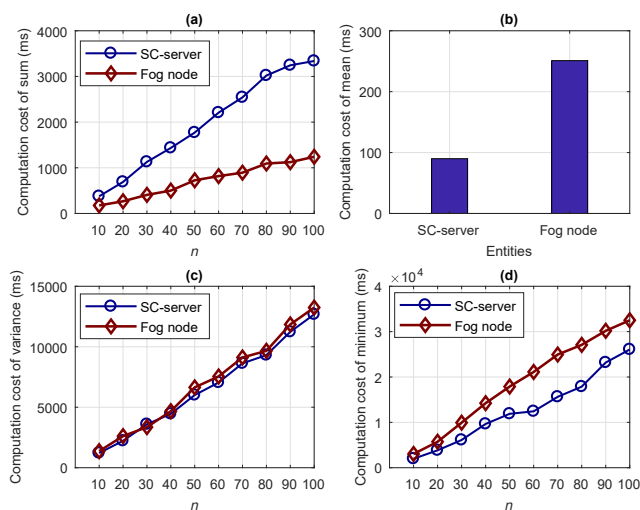 (a)
Computation cost of sum (ms)
4000
3000
2000
1000
0
SC-server
Fog node
10 20 30 40 50 60 70 80 90 100
n
(b)
Computation cost of mean (ms)
300
200
100
0
SC-server Fog node
Entities
(c)
Computation cost of variance (ms)
15000
10000
5000
0
SC-server
Fog node
10 20 30 40 50 60 70 80 90 100
n
(d)
× 10^4
Computation cost of minimum (ms)
4k
3k
2k
1k
0
SC-server
Fog node
10 20 30 40 50 60 70 80 90 100
n